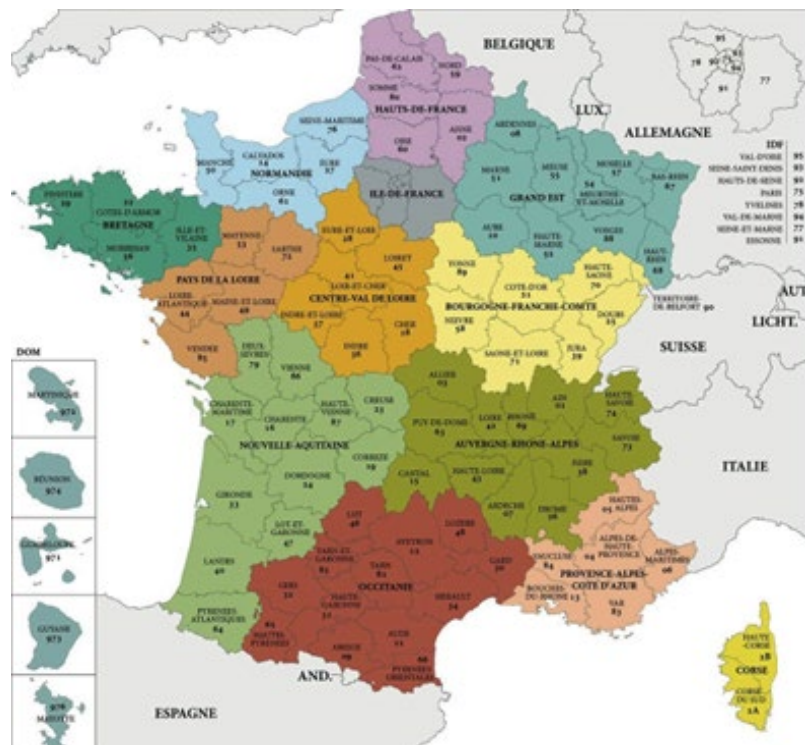 BELGIQUE
LUX.
ALLEMAGNE
95
78
92
93
75
94
91
77
IDF
VAL-D'OISE 95
SEINE-SAINT DENIS 93
HAUTS-DE-SEINE 92
PARIS 75
YVELINES 78
VAL-DE-MARNE 94
SEINE-ET-MARNE 77
ESSONNE 91
PAS-DE-CALAIS
62
NORD
59
SOMME
80
HAUTS-DE-FRANCE
AISNE
02
OISE
60
SEINE-MARITIME
76
MANCHE
50
CALVADOS
14
EURE
27
NORMANDIE
ORNE
61
ILE-DE-FRANCE
ARDENNES
08
MARNE
51
MEUSE
55
MOSELLE
57
54
MEURTHE-
ET-MOSELLE
BAS-RHIN
67
GRAND EST
AUBE
10
HAUTE-
MARNE
52
VOSGES
88
HAUT-
RHIN
68
FINISTERE
29
22
COTES-D'ARMOR
BRETAGNE
MORBIHAN
56
ILLE-ET-
VILAINE
35
MAYENNE
53
SARTHE
72
PAYS DE LA LOIRE
LOIRE-
ATLANTIQUE
44
MAINE-ET-LOIRE
49
VENDEE
85
EURE-ET-LOIR
28
LOIRET
45
41
LOIR-ET-CHER
CENTRE-VAL DE LOIRE
INDRE-ET-LOIRE
37
CHER
18
INDRE
36
YONNE
89
COTE-D'OR
21
HAUTE-
SAONE
70
BOURGOGNE-FRANCHE-COMTE
NIEVRE
58
DOUBS
25
SAONE-ET-LOIRE
71
JURA
39
TERRITOIRE-
DE-BELFORT 90
AUT
LICHT.
SUISSE
DOM
MARTINIQUE
972
RÉUNION
974
GUADELOUPE
971
GUYANE
973
976
MAYOTTE
DEUX-
SEVRES
79
VIENNE
86
CHARENTE-
MARITIME
17
CHARENTE
16
HAUTE-
VIENNE
87
CREUSE
23
NOUVELLE-AQUITAINE
CORREZE
19
DORDOGNE
24
GIRONDE
33
LOT-ET-
GARONNE
47
LANDES
40
PYRENEES-
ATLANTIQUES
64
ALLIER
03
PUY-DE-DOME
63
LOIRE
42
RHONE
69
AIN
01
HAUTE-
SAVOIE
74
AUVERGNE-RHONE-ALPES
SAVOIE
73
CANTAL
15
HAUTE-LOIRE
43
ISERE
38
ARDECHE
07
DROME
26
ITALIE
LOT
46
LOZERE
48
AVEYRON
12
TARN-ET-
GARONNE
82
TARN
81
GARD
30
GERS
32
OCCITANIE
HAUTE-
GARONNE
31
HERAULT
34
65
HAUTES-
PYRENEES
ARIEGE
09
AUDE
11
66
PYRENEES-
ORIENTALES
HAUTES-
05 ALPES
VAUCLUSE
84
04
ALPES-DE-
HAUTE-
PROVENCE
ALPES-
MARITIMES
06
PROVENCE-ALPES-
COTE D'AZUR
BOUCHES-
DU-RHONE 13
VAR
83
AND.
ESPAGNE
HAUTE
-CORSE
2B
CORSE
CORSE
DU SUD
2A